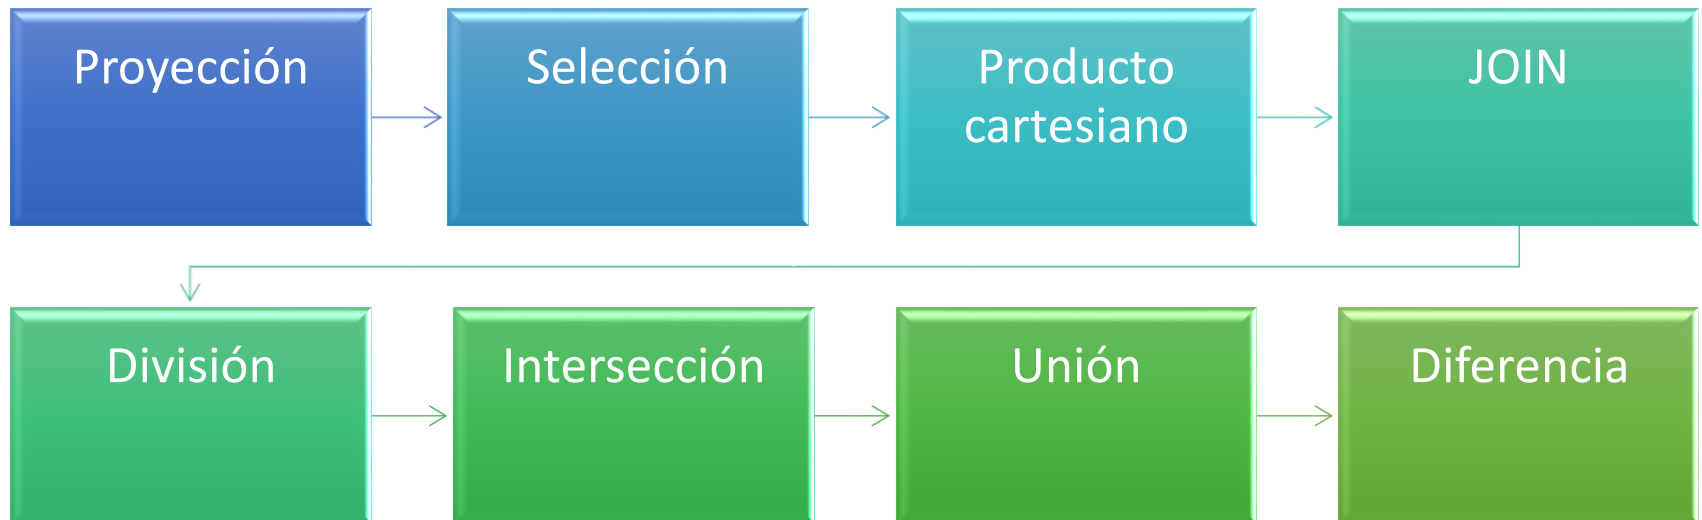 Proyección
Selección
Producto
cartesiano
JOIN
División
Intersección
Unión
Diferencia